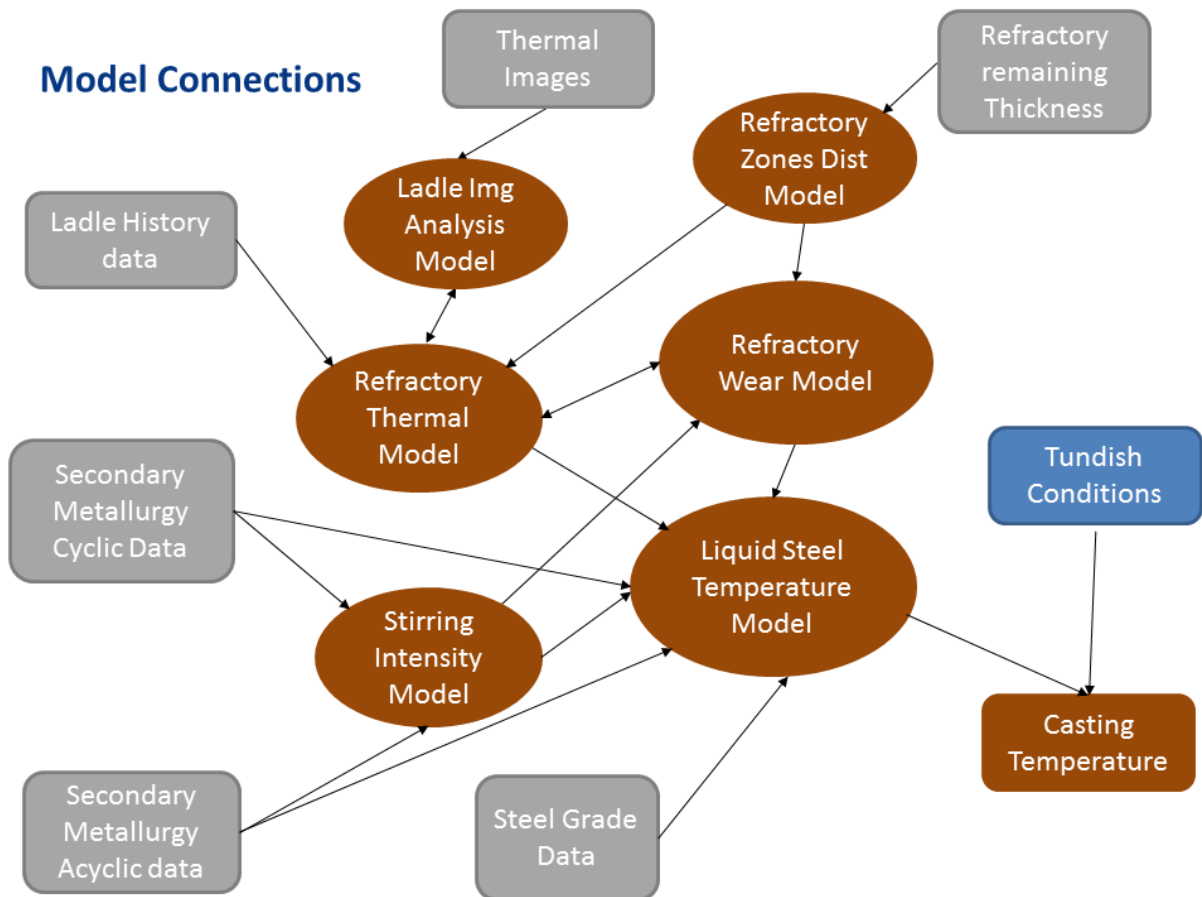 Model Connections
Thermal
Images
Refractory
remaining
Thickness
Refractory
Zones Dist
Model
Ladle Img
Analysis
Model
Ladle History
data
Refractory
Thermal
Model
Refractory
Wear Model
Secondary
Metallurgy
Cyclic Data
Tundish
Conditions
Liquid Steel
Temperature
Model
Stirring
Intensity
Model
Casting
Temperature
Secondary
Metallurgy
Acyclic data
Steel Grade
Data